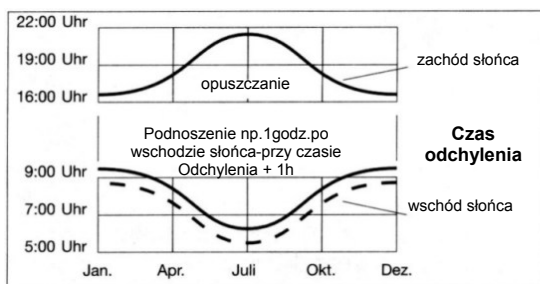 22:00 Uhr
19:00 Uhr
16:00 Uhr
opuszczanie
zachód słońca
Podnoszenie np.1godz.po
wschodzie słońca-przy czasie
Odchylenia + 1h
Czas
odchylenia
9:00 Uhr
7:00 Uhr
5:00 Uhr
wschód słońca
Jan. Apr. Juli Okt. Dez.